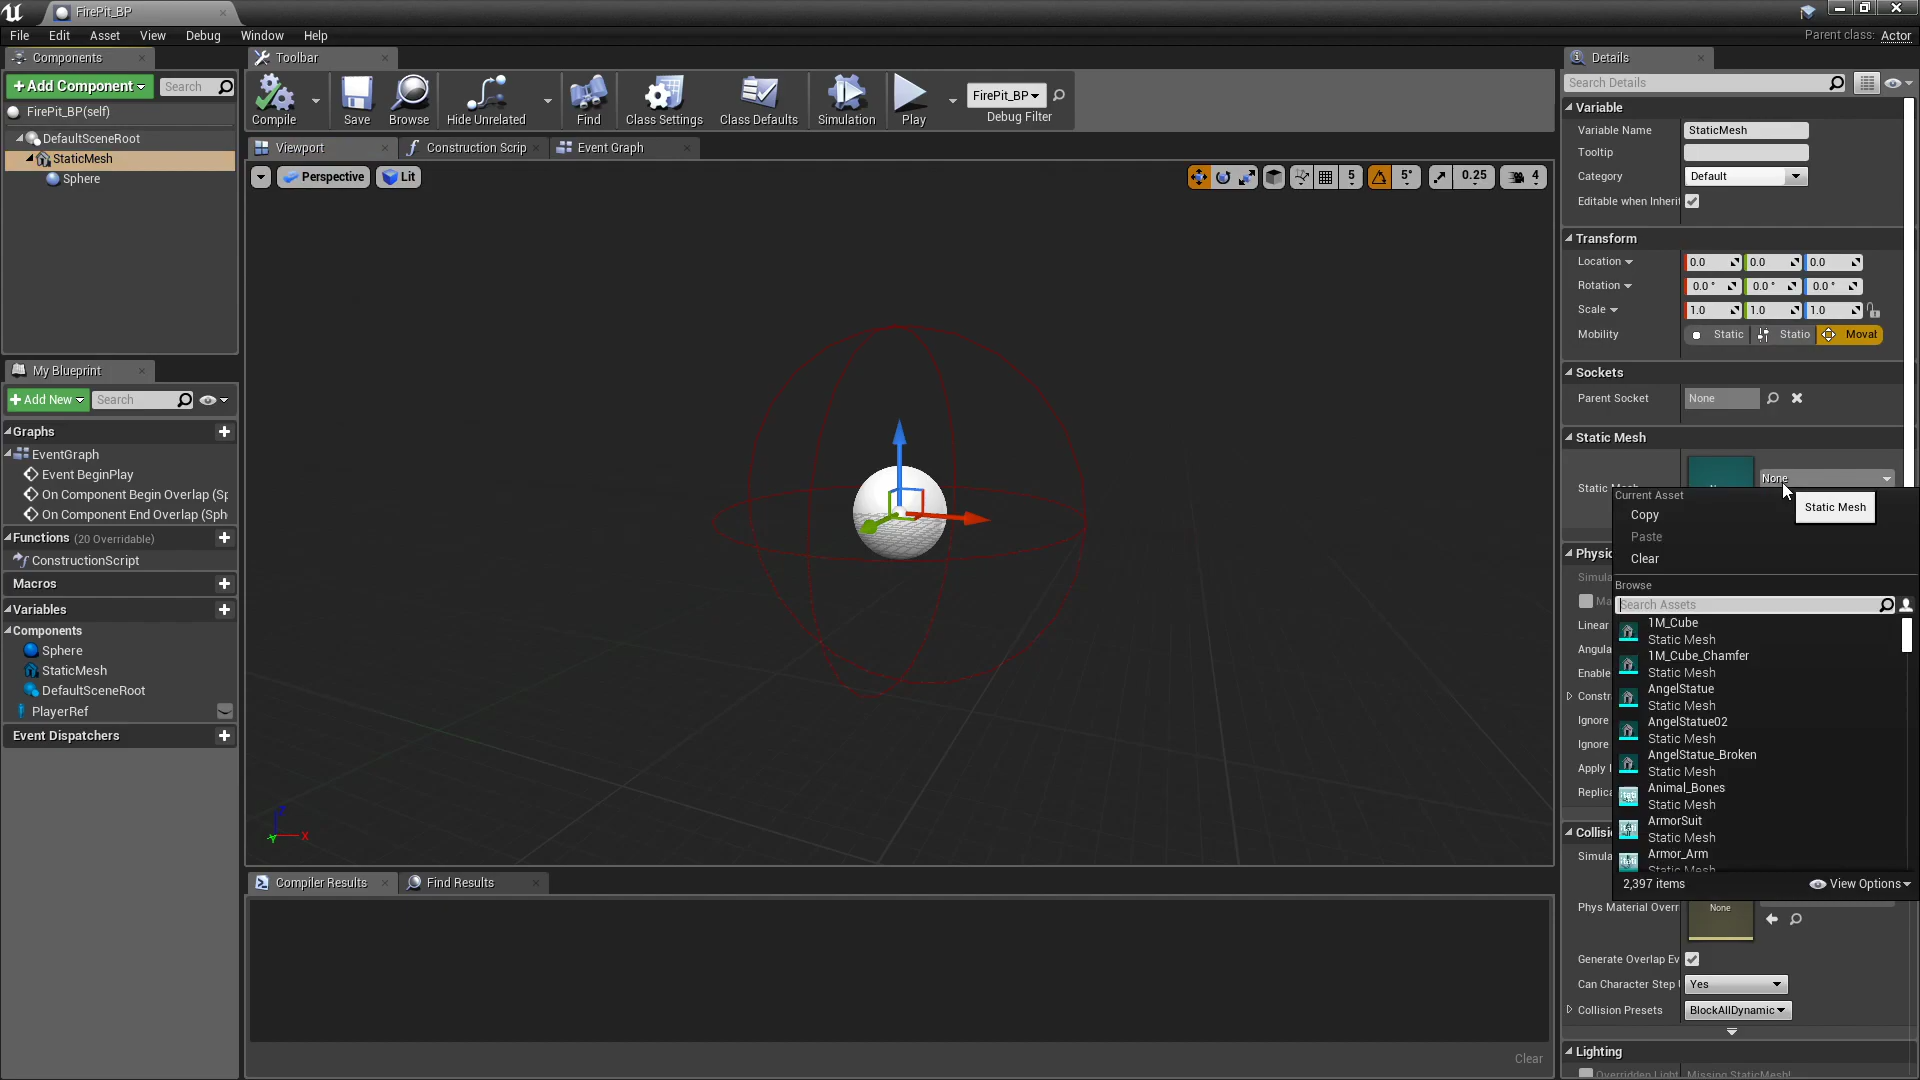 FirePit_BP
File Edit Asset View Debug Window Help
Parent class: Actor
Components
Add Component
Search
FirePit_BP(self)
DefaultSceneRoot
StaticMesh
Sphere
My Blueprint
Add New
Search
Graphs
EventGraph
Event BeginPlay
On Component Begin Overlap (Sp
On Component End Overlap (Sph
Functions (20 Overridable)
ConstructionScript
Macros
Variables
Components
Sphere
StaticMesh
DefaultSceneRoot
PlayerRef
Event Dispatchers
Toolbar
Compile
Save
Browse
Hide Unrelated
Find
Class Settings
Class Defaults
Simulation
Play
FirePit_BP
Debug Filter
Viewport
Construction Scrip
Event Graph
Perspective
Lit
5
5°
0.25
4
Z
X
Y
Compiler Results
Find Results
Clear
Details
Search Details
Variable
Variable Name StaticMesh
Tooltip
Category Default
Editable when Inherit
Transform
Location 0.0 0.0 0.0
Rotation 0.0 ° 0.0 ° 0.0 °
Scale 1.0 1.0 1.0
Mobility Static Statio Movat
Sockets
Parent Socket None
Static Mesh
None
Static Mesh
Current Asset
Copy
Paste
Clear
Browse
Search Assets
1M_Cube
Static Mesh
1M_Cube_Chamfer
Static Mesh
AngelStatue
Static Mesh
AngelStatue02
Static Mesh
AngelStatue_Broken
Static Mesh
Animal_Bones
Static Mesh
ArmorSuit
Static Mesh
Armor_Arm
Static Mesh
2,397 items
View Options
Physic
Simula
Ma
Linear
Angula
Enable
Constr
Ignore
Ignore
Apply I
Replica
Collisio
Simula
Phys Material Overr
None
Generate Overlap Ev
Can Character Step U Yes
Collision Presets BlockAllDynamic
Lighting
Overridden Light Missing StaticMesh!